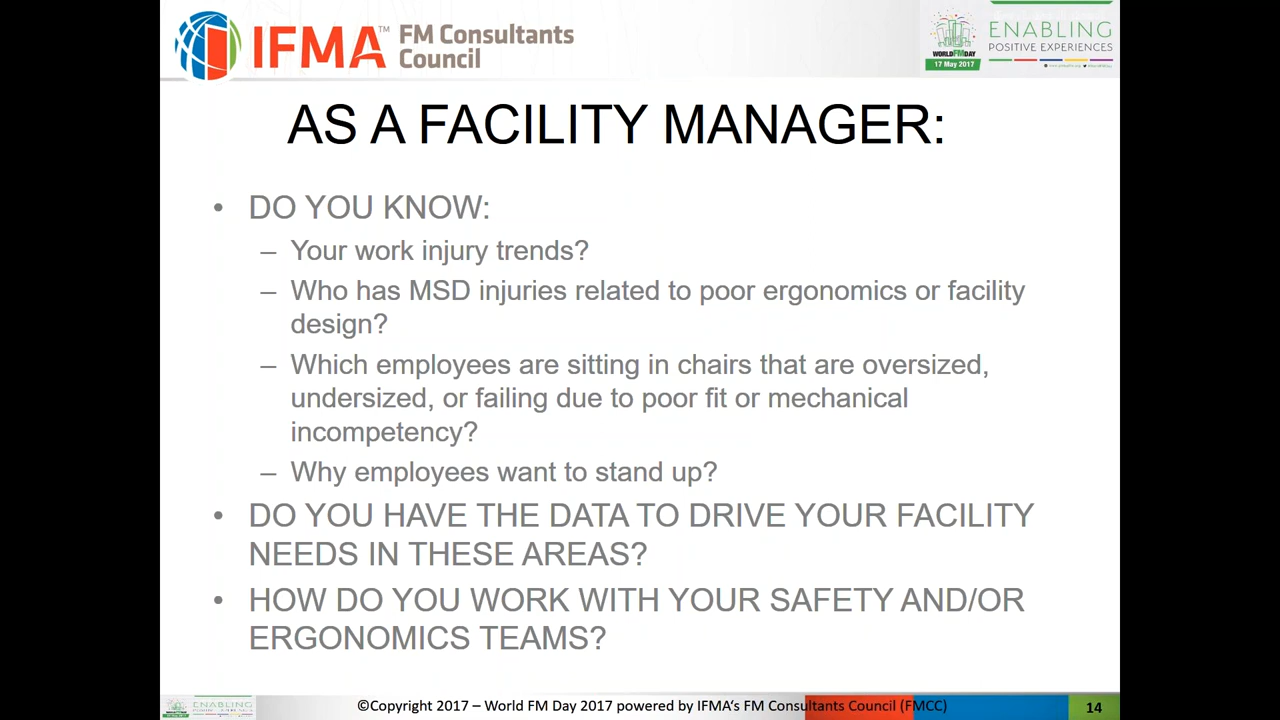 IFMA™ FM Consultants
Council
WORLD FM DAY
17 May 2017
ENABLING
POSITIVE EXPERIENCES
AS A FACILITY MANAGER:
• DO YOU KNOW:
– Your work injury trends?
– Who has MSD injuries related to poor ergonomics or facility
design?
– Which employees are sitting in chairs that are oversized,
undersized, or failing due to poor fit or mechanical
incompetency?
– Why employees want to stand up?
• DO YOU HAVE THE DATA TO DRIVE YOUR FACILITY
NEEDS IN THESE AREAS?
• HOW DO YOU WORK WITH YOUR SAFETY AND/OR
ERGONOMICS TEAMS?
ENABLING
©Copyright 2017 – World FM Day 2017 powered by IFMA's FM Consultants Council (FMCC)
14